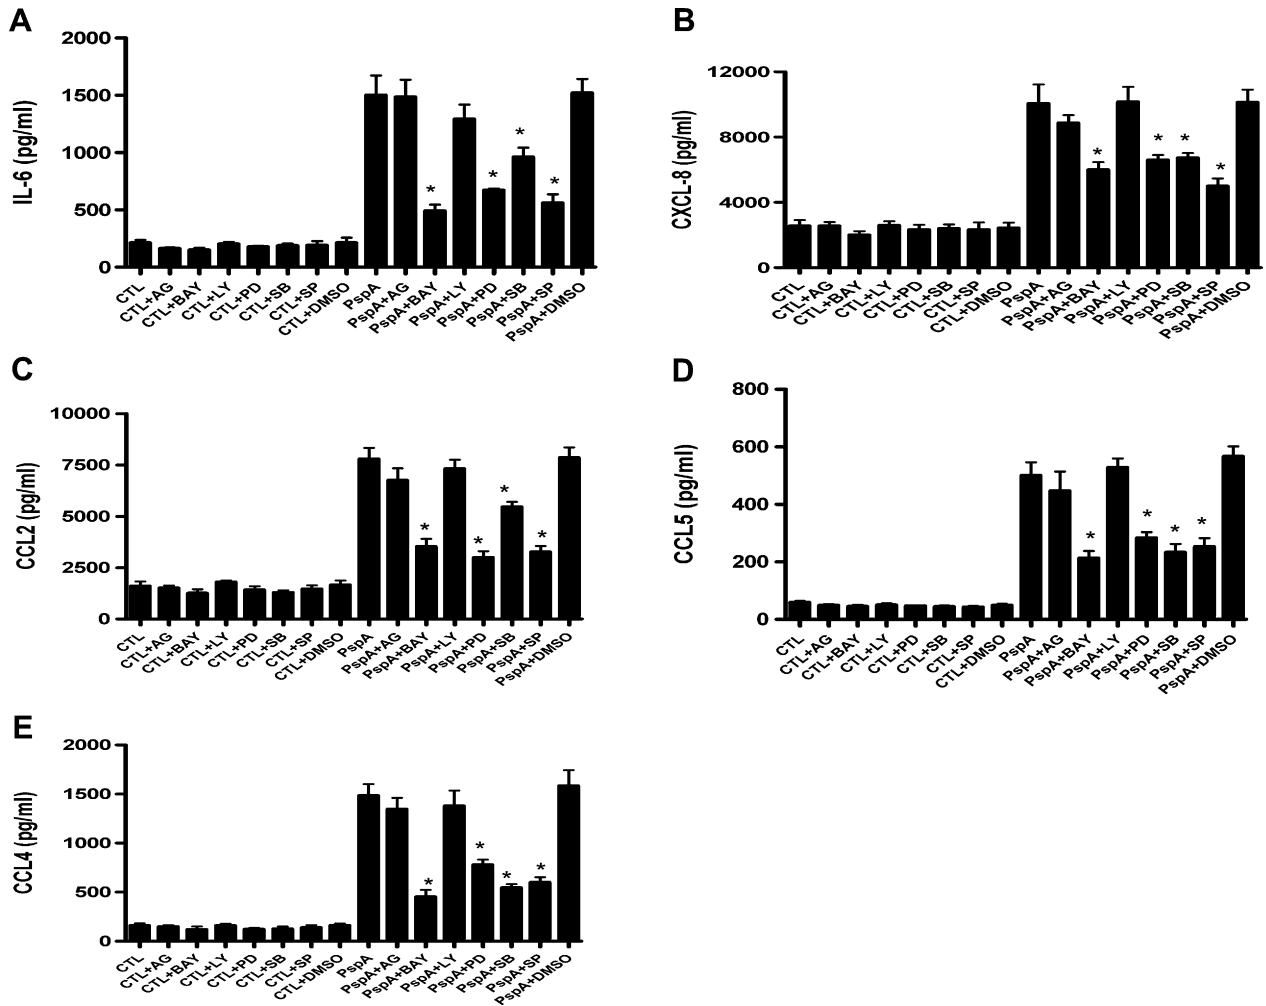 A
IL-6 (pg/ml)
2000
1500
1000
500
0
* * * *
CTL
CTL+AG
CTL+BAY
CTL+LY
CTL+PD
CTL+SB
CTL+SP
CTL+DMSO
PspA
PspA+AG
PspA+BAY
PspA+LY
PspA+PD
PspA+SB
PspA+SP
PspA+DMSO
B
CXCL-8 (pg/ml)
12000
8000
4000
0
* * * *
CTL
CTL+AG
CTL+BAY
CTL+LY
CTL+PD
CTL+SB
CTL+SP
CTL+DMSO
PspA
PspA+AG
PspA+BAY
PspA+LY
PspA+PD
PspA+SB
PspA+SP
PspA+DMSO
C
CCL2 (pg/ml)
10000
7500
5000
2500
0
* * * *
CTL
CTL+AG
CTL+BAY
CTL+LY
CTL+PD
CTL+SB
CTL+SP
CTL+DMSO
PspA
PspA+AG
PspA+BAY
PspA+LY
PspA+PD
PspA+SB
PspA+SP
PspA+DMSO
D
CCL5 (pg/ml)
800
600
400
200
0
* * * *
CTL
CTL+AG
CTL+BAY
CTL+LY
CTL+PD
CTL+SB
CTL+SP
CTL+DMSO
PspA
PspA+AG
PspA+BAY
PspA+LY
PspA+PD
PspA+SB
PspA+SP
PspA+DMSO
E
CCL4 (pg/ml)
2000
1500
1000
500
0
* * * *
CTL
CTL+AG
CTL+BAY
CTL+LY
CTL+PD
CTL+SB
CTL+SP
CTL+DMSO
PspA
PspA+AG
PspA+BAY
PspA+LY
PspA+PD
PspA+SB
PspA+SP
PspA+DMSO